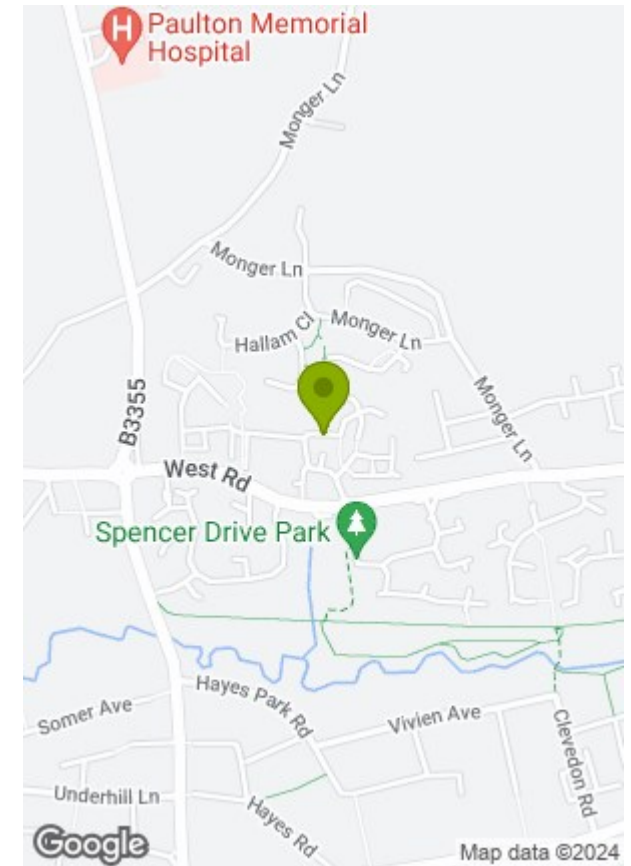 H
Paulton Memorial
Hospital
Monger Ln
Monger Ln
Hallam Cl
Monger Ln
B3355
Monger Ln
West Rd
Spencer Drive Park
Hayes Park Rd
Somer Ave
Vivien Ave
Clevedon Rd
Underhill Ln
Hayes Rd
Google
Map data ©2024